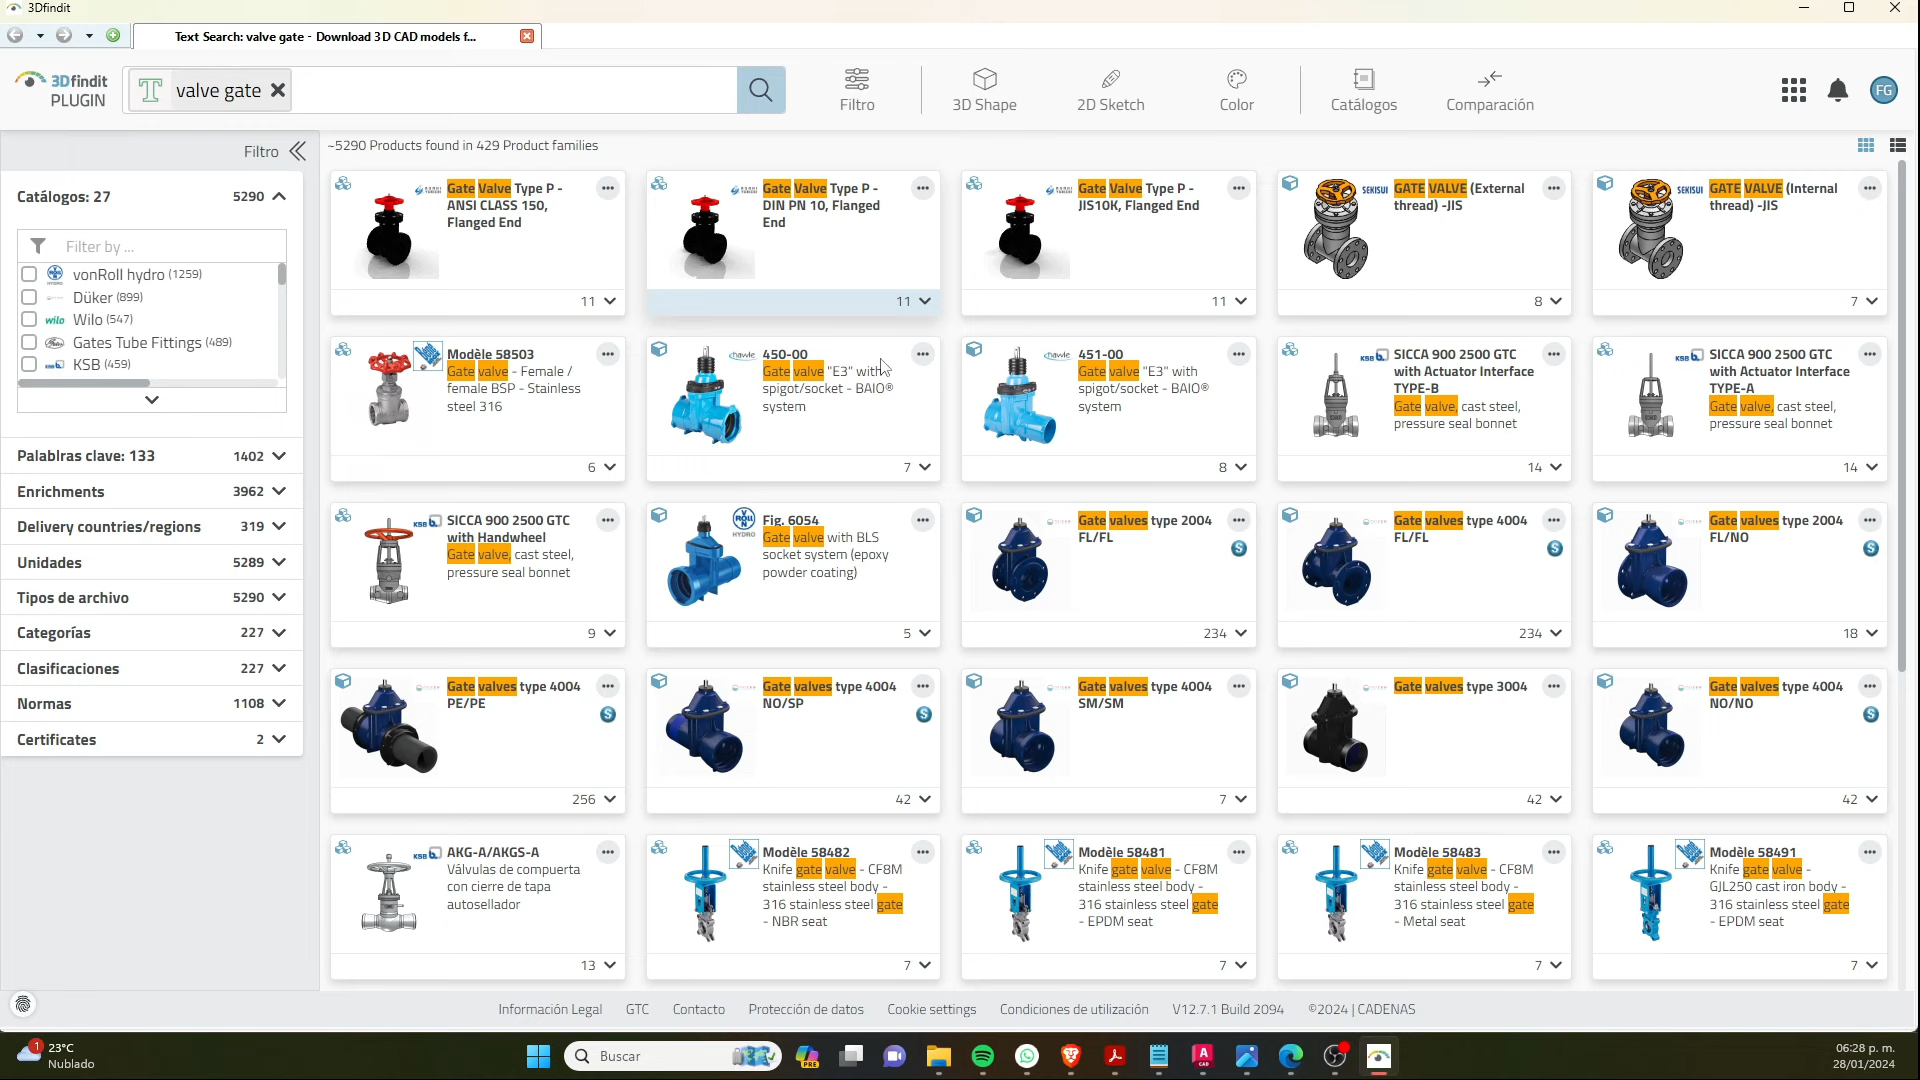 3Dfindit
Text Search: valve gate - Download 3D CAD models f...
3Dfindit
PLUGIN
valve gate
Filtro
3D Shape
2D Sketch
Color
Catálogos
Comparación
FG
Filtro
~5290 Products found in 429 Product families
Catálogos: 27 5290
Filter by ...
vonRoll hydro (1259)
Düker (899)
wilo Wilo (547)
Gates Tube Fittings (489)
KSB KSB (459)
Palablras clave: 133 1402
Enrichments 3962
Delivery countries/regions 319
Unidades 5289
Tipos de archivo 5290
Categorías 227
Clasificaciones 227
Normas 1108
Certificates 2
Gate Valve Type P -
ANSI CLASS 150,
Flanged End
11
Gate Valve Type P -
DIN PN 10, Flanged
End
11
Gate Valve Type P -
JIS10K, Flanged End
11
SEKISUI
GATE VALVE (External
thread) -JIS
8
SEKISUI
GATE VALVE (Internal
thread) -JIS
7
Modèle 58503
Gate valve - Female /
female BSP - Stainless
steel 316
6
hawle
450-00
Gate valve "E3" with
spigot/socket - BAIO®
system
7
hawle
451-00
Gate valve "E3" with
spigot/socket - BAIO®
system
8
KSB
SICCA 900 2500 GTC
with Actuator Interface
TYPE-B
Gate valve, cast steel,
pressure seal bonnet
14
KSB
SICCA 900 2500 GTC
with Actuator Interface
TYPE-A
Gate valve, cast steel,
pressure seal bonnet
14
KSB
SICCA 900 2500 GTC
with Handwheel
Gate valve, cast steel,
pressure seal bonnet
9
HYDRO
Fig. 6054
Gate valve with BLS
socket system (epoxy
powder coating)
5
Gate valves type 2004
FL/FL
S
234
Gate valves type 4004
FL/FL
S
234
Gate valves type 2004
FL/NO
S
18
Gate valves type 4004
PE/PE
S
256
Gate valves type 4004
NO/SP
S
42
Gate valves type 4004
SM/SM
7
Gate valves type 3004
42
Gate valves type 4004
NO/NO
S
42
KSB
AKG-A/AKGS-A
Válvulas de compuerta
con cierre de tapa
autosellador
13
Modèle 58482
Knife gate valve - CF8M
stainless steel body -
316 stainless steel gate
- NBR seat
7
Modèle 58481
Knife gate valve - CF8M
stainless steel body -
316 stainless steel gate
- EPDM seat
7
Modèle 58483
Knife gate valve - CF8M
stainless steel body -
316 stainless steel gate
- Metal seat
7
Modèle 58491
Knife gate valve -
GJL250 cast iron body -
316 stainless steel gate
- EPDM seat
7
Información Legal GTC Contacto Protección de datos Cookie settings Condiciones de utilización V12.7.1 Build 2094 ©2024 | CADENAS
1
23°C
Nublado
Buscar
PRE
06:28 p. m.
28/01/2024